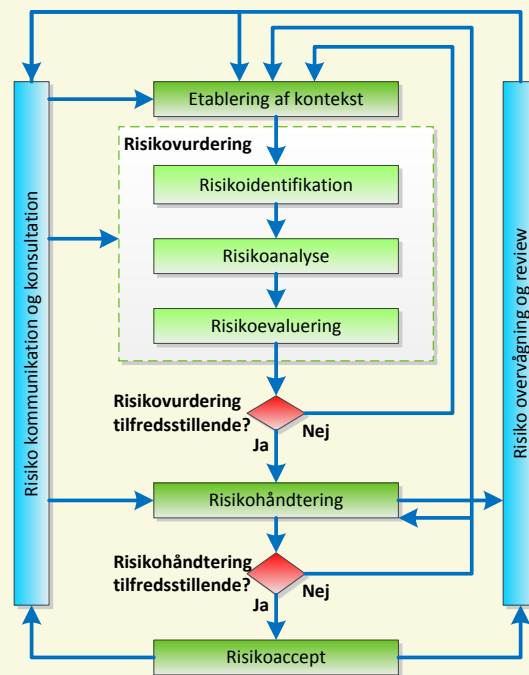 Etablering af kontekst
Risikovurdering
Risikoidentifikation
Risikoanalyse
Risikoevaluering
Risikovurdering
tilfredsstillende?
Ja
Nej
Risikohåndtering
Risikohåndtering
tilfredsstillende?
Ja
Nej
Risikoaccept
Risiko kommunikation og konsultation
Risiko overvågning og review